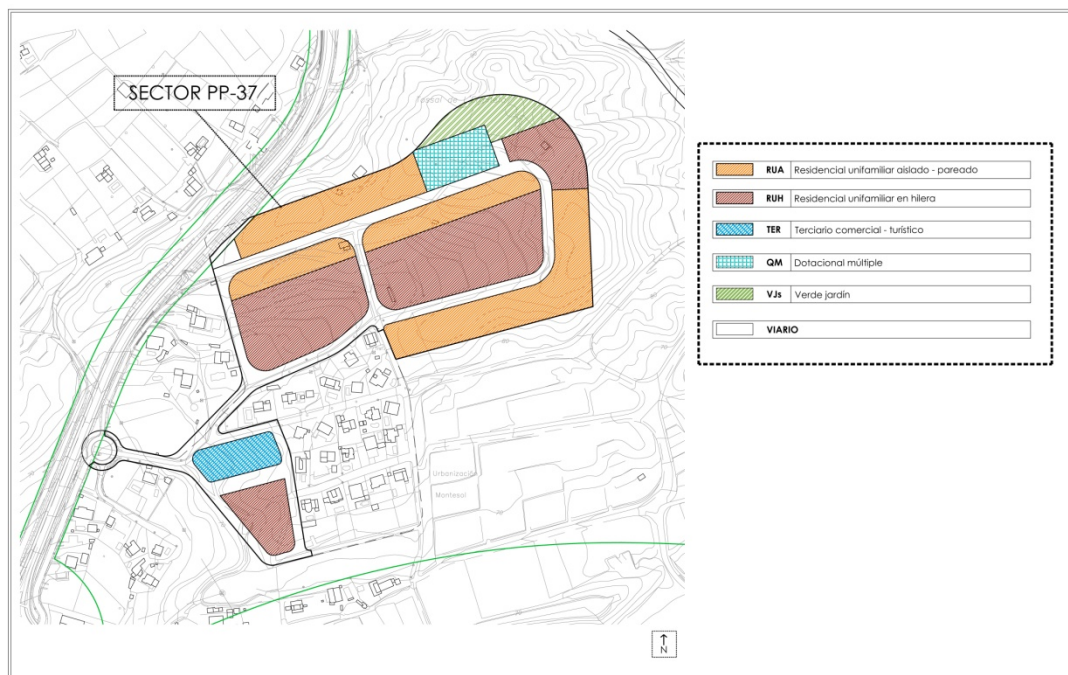 SECTOR PP-37
RUA Residencial unifamiliar aislado - pareado
RUH Residencial unifamiliar en hilera
TER Terciario comercial - turístico
QM Dotacional múltiple
VJs Verde jardín
VIARIO
Urbanización
Montesol
N